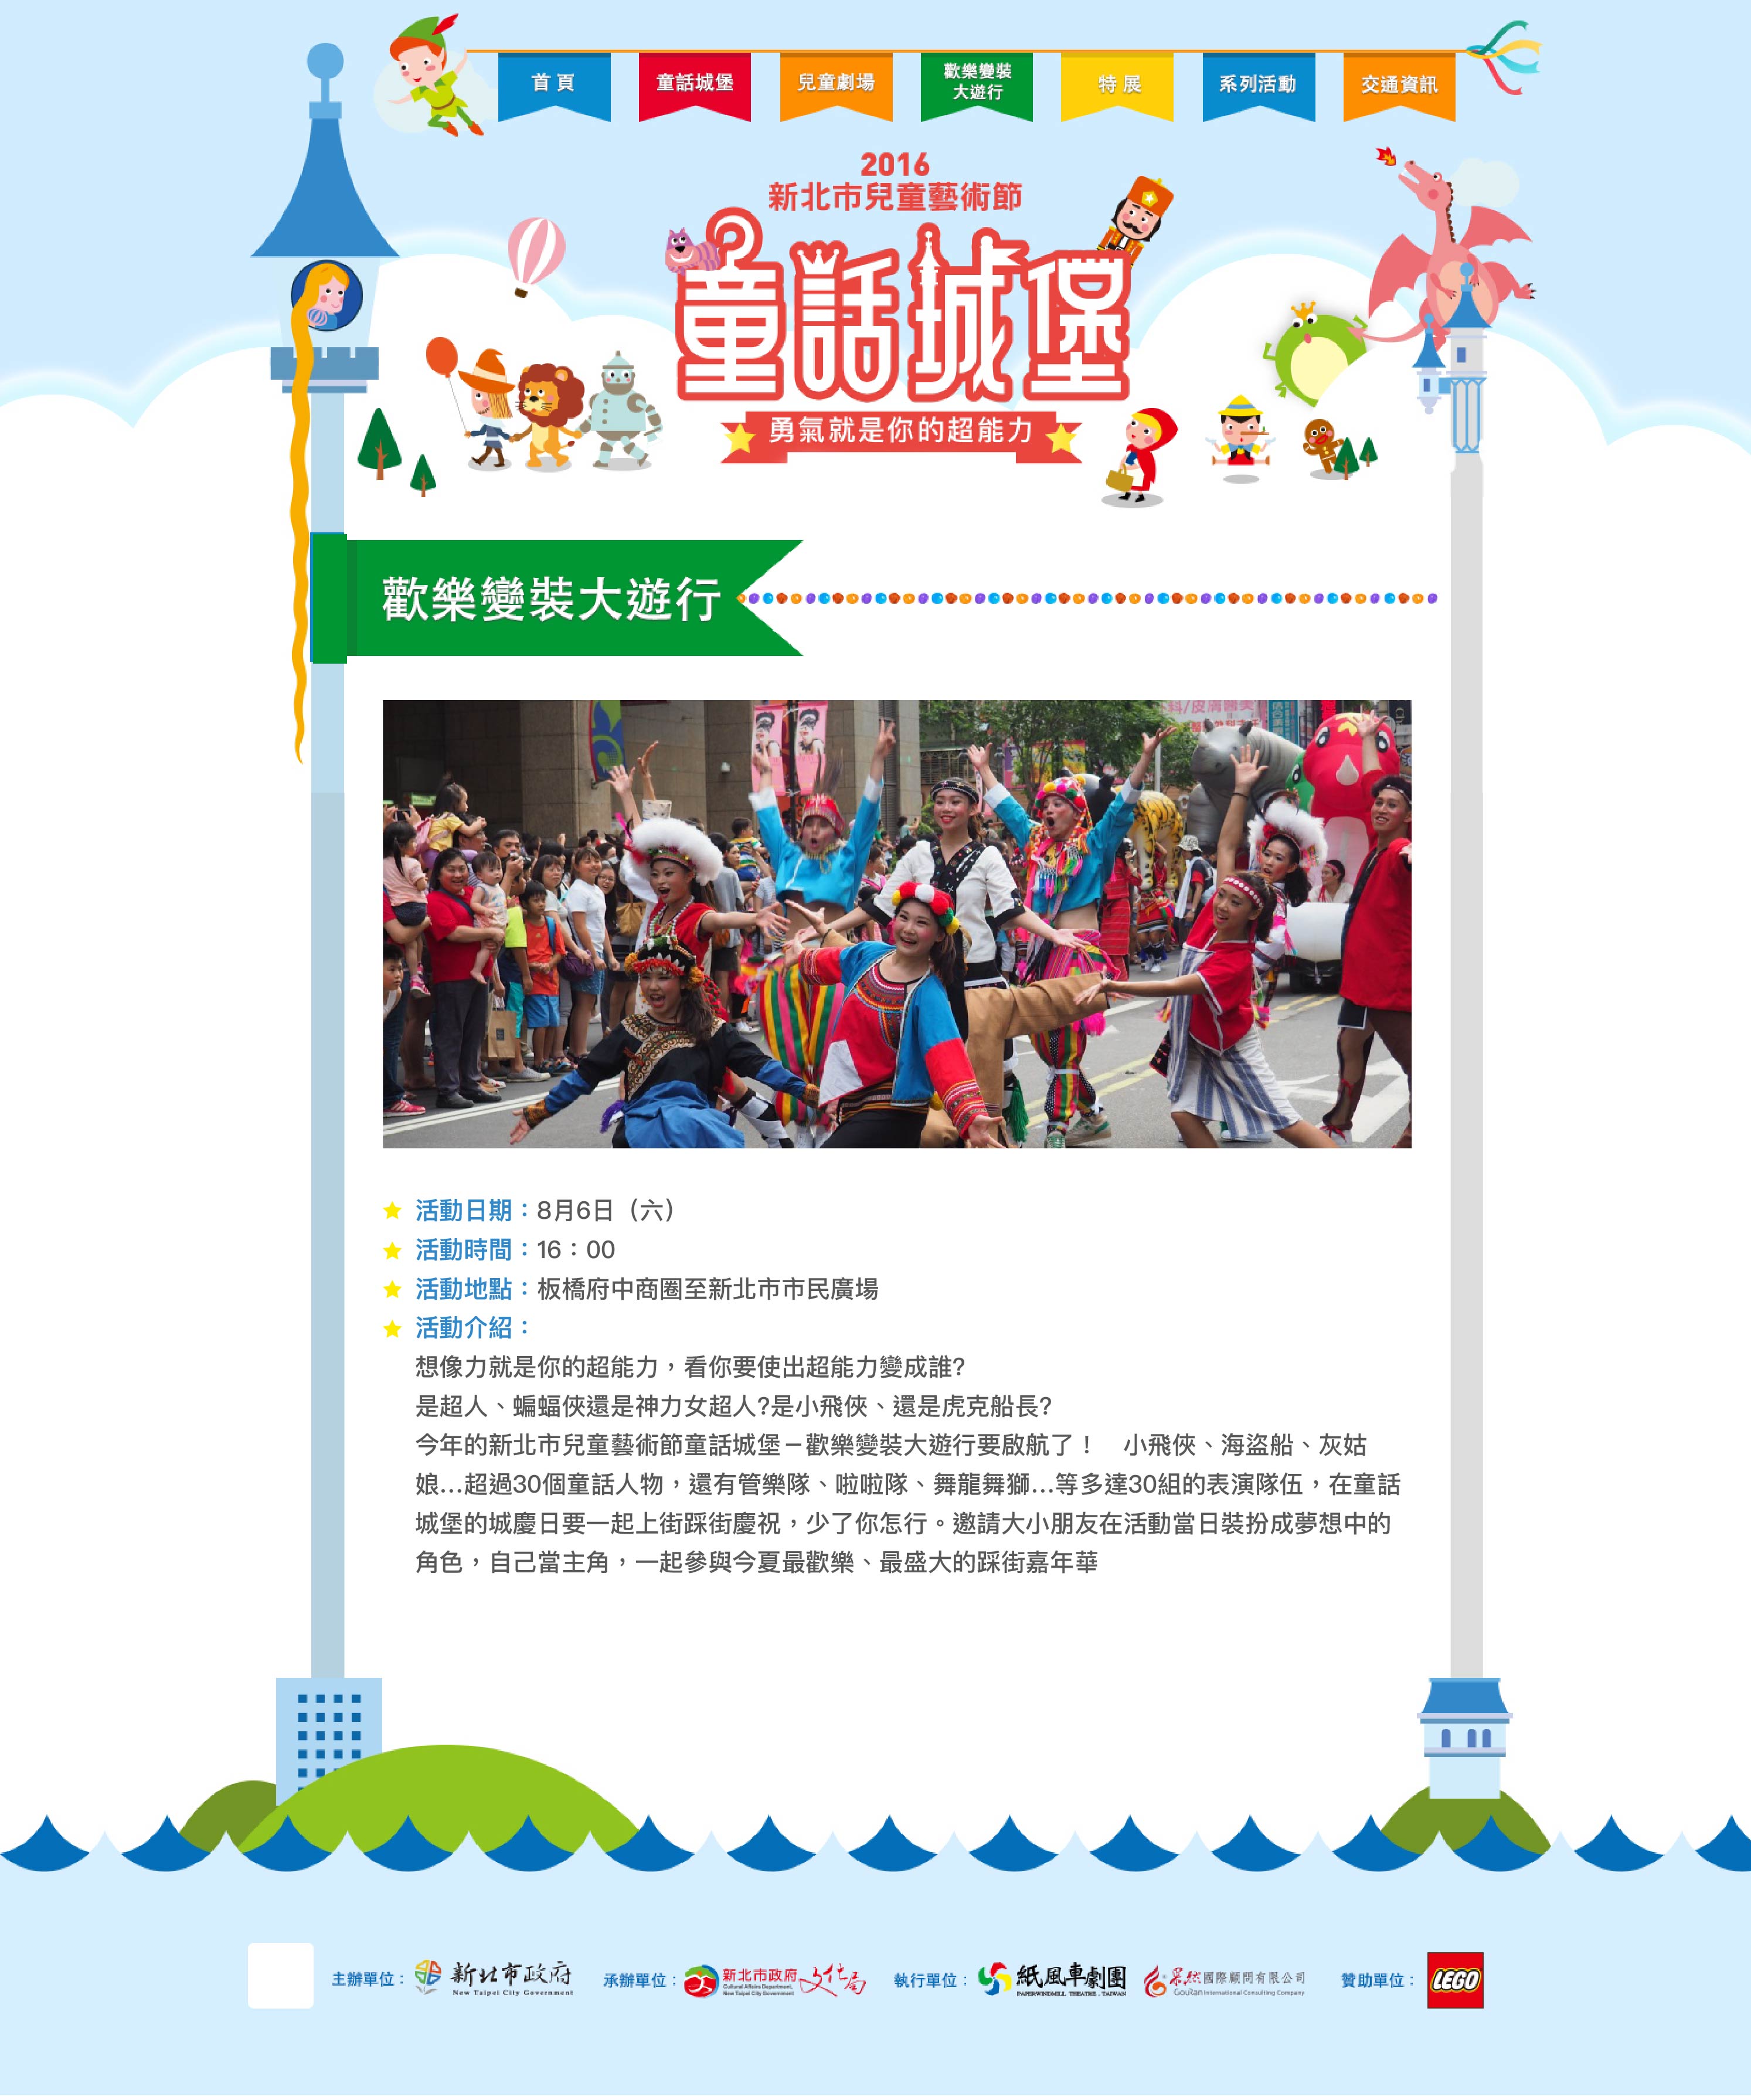 首 頁
童話城堡
兒童劇場
歡樂變裝
大遊行
特 展
系列活動
交通資訊
2016
新北市兒童藝術節
童話城堡
勇氣就是你的超能力
歡樂變裝大遊行
科/皮膚醫美
活動日期：8月6日（六）
活動時間：16：00
活動地點：板橋府中商圈至新北市市民廣場
活動介紹：
想像力就是你的超能力，看你要使出超能力變成誰?
是超人、蝙蝠俠還是神力女超人?是小飛俠、還是虎克船長?
今年的新北市兒童藝術節童話城堡－歡樂變裝大遊行要啟航了！　小飛俠、海盜船、灰姑
娘...超過30個童話人物，還有管樂隊、啦啦隊、舞龍舞獅...等多達30組的表演隊伍，在童話
城堡的城慶日要一起上街踩街慶祝，少了你怎行。邀請大小朋友在活動當日裝扮成夢想中的
角色，自己當主角，一起參與今夏最歡樂、最盛大的踩街嘉年華
主辦單位：
新北市政府
New Taipei City Government
承辦單位：
新北市政府文化局
Cultural Affairs Department,
New Taipei City Government
執行單位：
紙風車劇團
PAPERWINDMILL THEATRE . TAIWAN
果然國際顧問有限公司
GouRan International Consulting Company
贊助單位：
LEGO